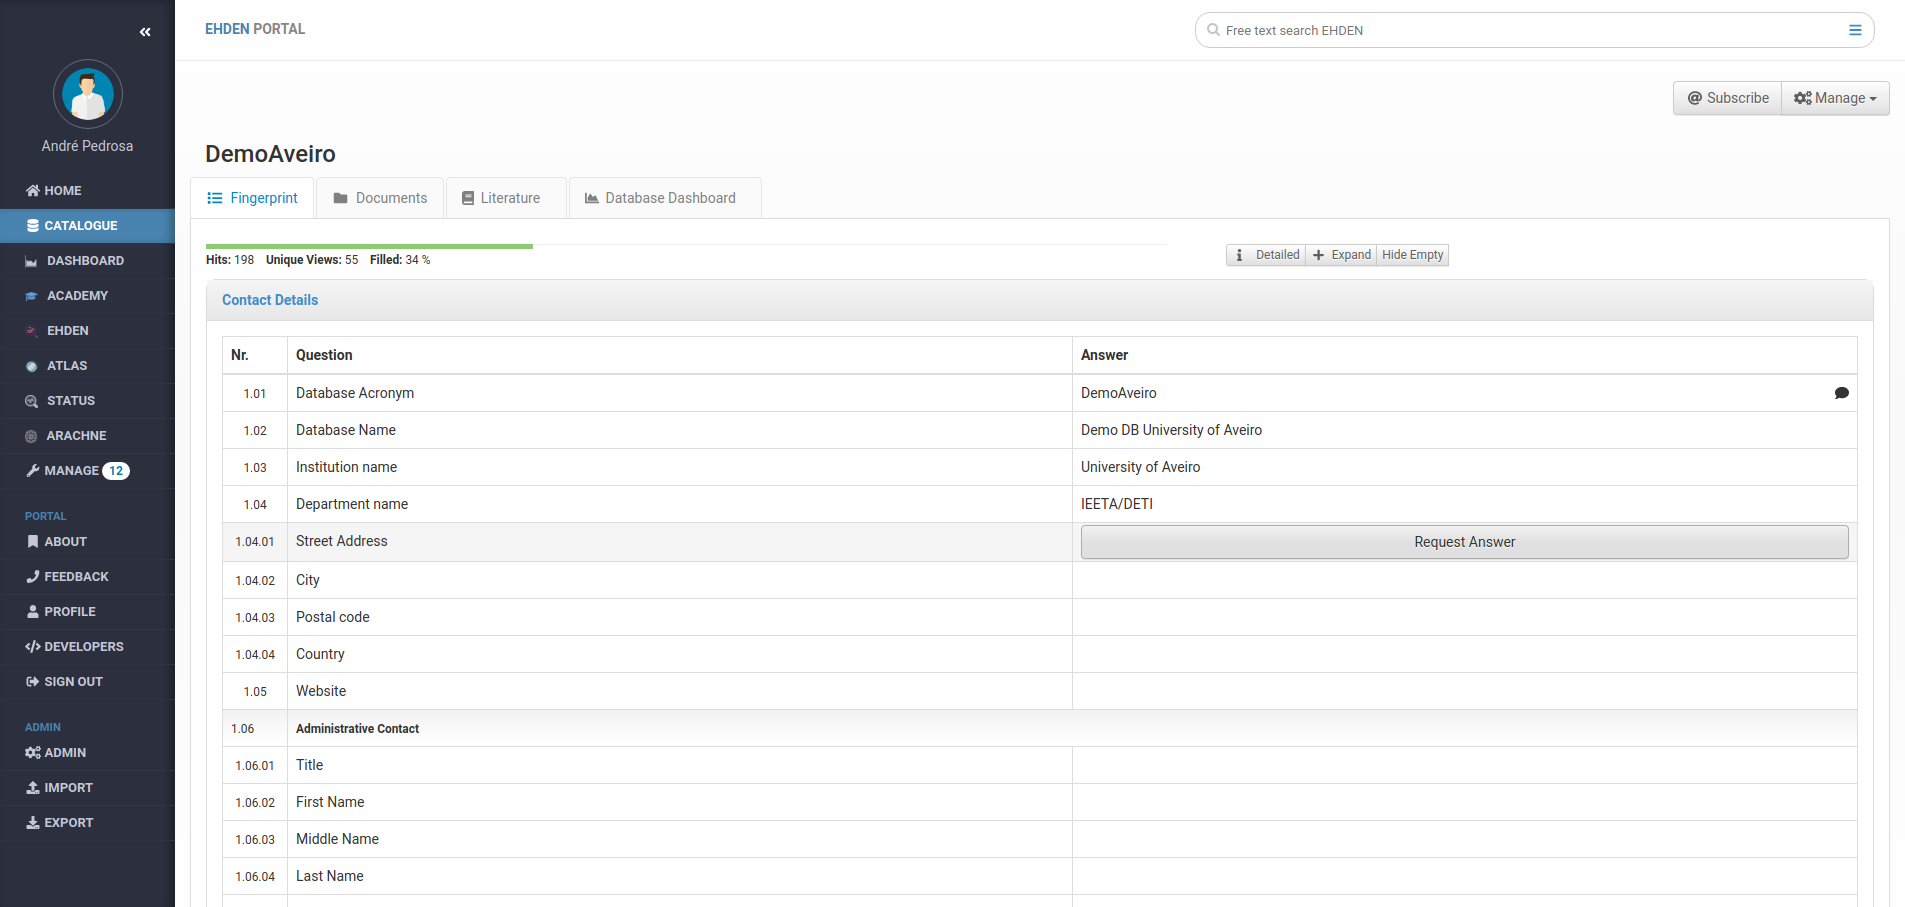 «
EHDEN PORTAL
Free text search EHDEN
André Pedrosa
HOME
CATALOGUE
DASHBOARD
ACADEMY
EHDEN
ATLAS
STATUS
ARACHNE
MANAGE 12
PORTAL
ABOUT
FEEDBACK
PROFILE
DEVELOPERS
SIGN OUT
ADMIN
ADMIN
IMPORT
EXPORT
@ Subscribe Manage
DemoAveiro
Fingerprint Documents Literature Database Dashboard
Hits: 198 Unique Views: 55 Filled: 34 %
Detailed Expand Hide Empty
Contact Details
Nr. Question Answer
1.01 Database Acronym DemoAveiro
1.02 Database Name Demo DB University of Aveiro
1.03 Institution name University of Aveiro
1.04 Department name IEETA/DETI
1.04.01 Street Address Request Answer
1.04.02 City
1.04.03 Postal code
1.04.04 Country
1.05 Website
1.06 Administrative Contact
1.06.01 Title
1.06.02 First Name
1.06.03 Middle Name
1.06.04 Last Name